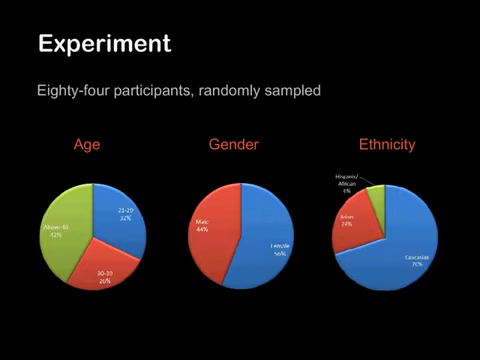 Experiment
Eighty-four participants, randomly sampled
Age
Gender
Ethnicity
21-29
32%
30-39
26%
Above 40
42%
Male
44%
Female
56%
Hispanic/
African
6%
Asian
24%
Caucasian
70%